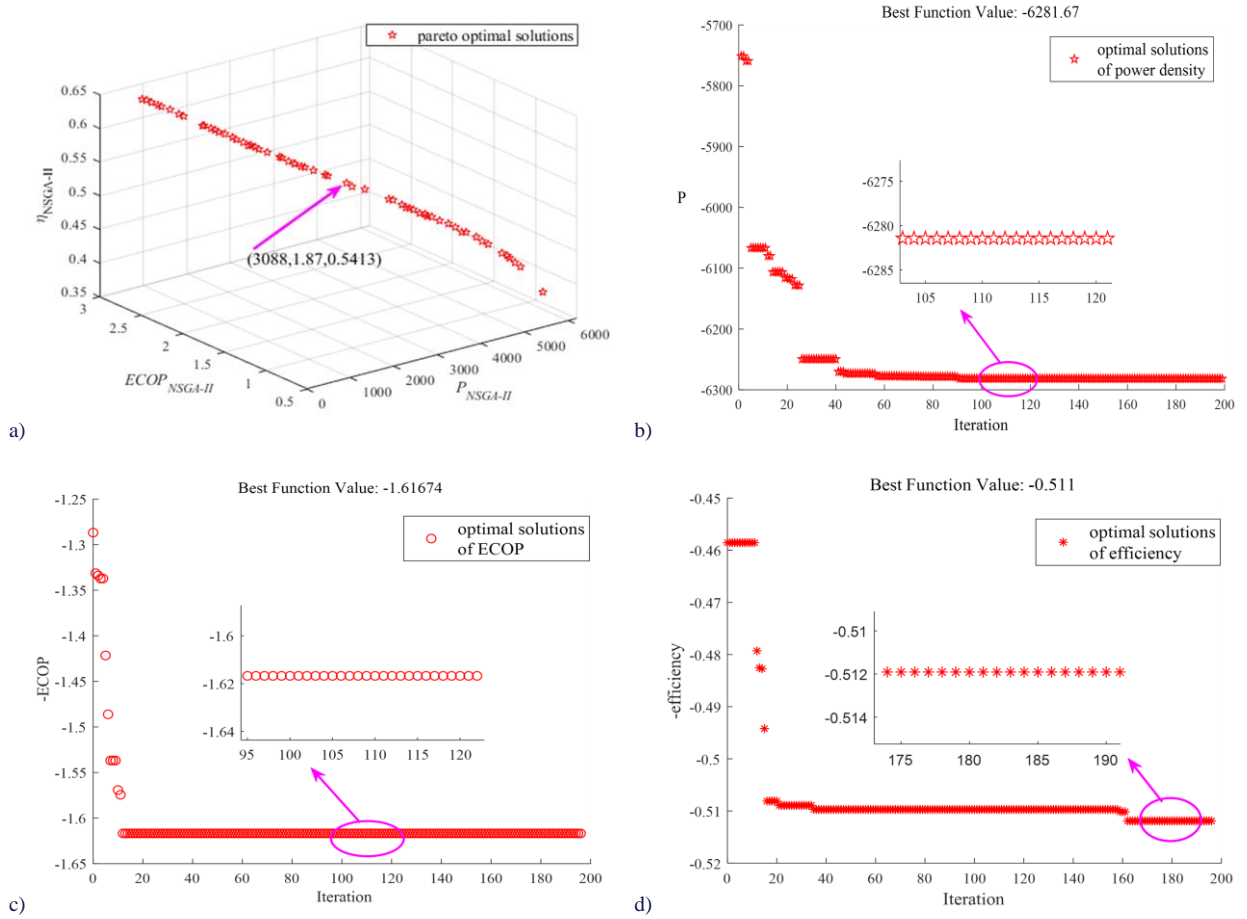 pareto optimal solutions
0.65
0.6
0.55
0.5
0.45
0.4
0.35
ηNSGA-II
(3088,1.87,0.5413)
3
2.5
2
1.5
1
0.5
ECOPNSGA-II
0
1000
2000
3000
4000
5000
6000
PNSGA-II
a)
Best Function Value: -6281.67
optimal solutions
of power density
-5700
-5800
-5900
-6000
-6100
-6200
-6300
P
-6275
-6280
-6285
105 110 115 120
0 20 40 60 80 100 120 140 160 180 200
Iteration
b)
Best Function Value: -1.61674
optimal solutions
of ECOP
-1.25
-1.3
-1.35
-1.4
-1.45
-1.5
-1.55
-1.6
-1.65
-ECOP
-1.6
-1.62
-1.64
95 100 105 110 115 120
0 20 40 60 80 100 120 140 160 180 200
Iteration
c)
Best Function Value: -0.511
optimal solutions
of efficiency
-0.45
-0.46
-0.47
-0.48
-0.49
-0.5
-0.51
-0.52
-efficiency
-0.51
-0.512
-0.514
175 180 185 190
0 20 40 60 80 100 120 140 160 180 200
Iteration
d)